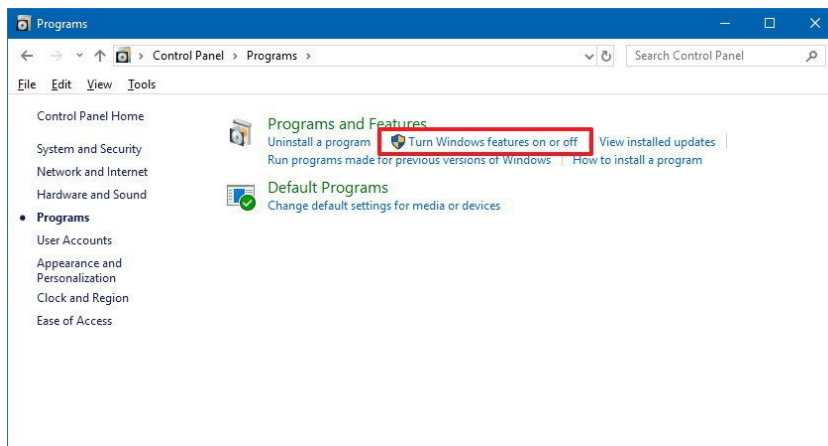 Programs
Control Panel > Programs >
Search Control Panel
File Edit View Tools
Control Panel Home
System and Security
Network and Internet
Hardware and Sound
Programs
User Accounts
Appearance and
Personalization
Clock and Region
Ease of Access
Programs and Features
Uninstall a program Turn Windows features on or off View installed updates
Run programs made for previous versions of Windows How to install a program
Default Programs
Change default settings for media or devices